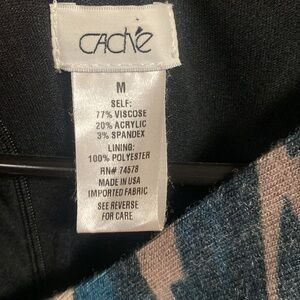 CAChé
M
SELF:
77% VISCOSE
20% ACRYLIC
3% SPANDEX
LINING:
100% POLYESTER
RN# 74578
MADE IN USA
IMPORTED FABRIC
SEE REVERSE
FOR CARE